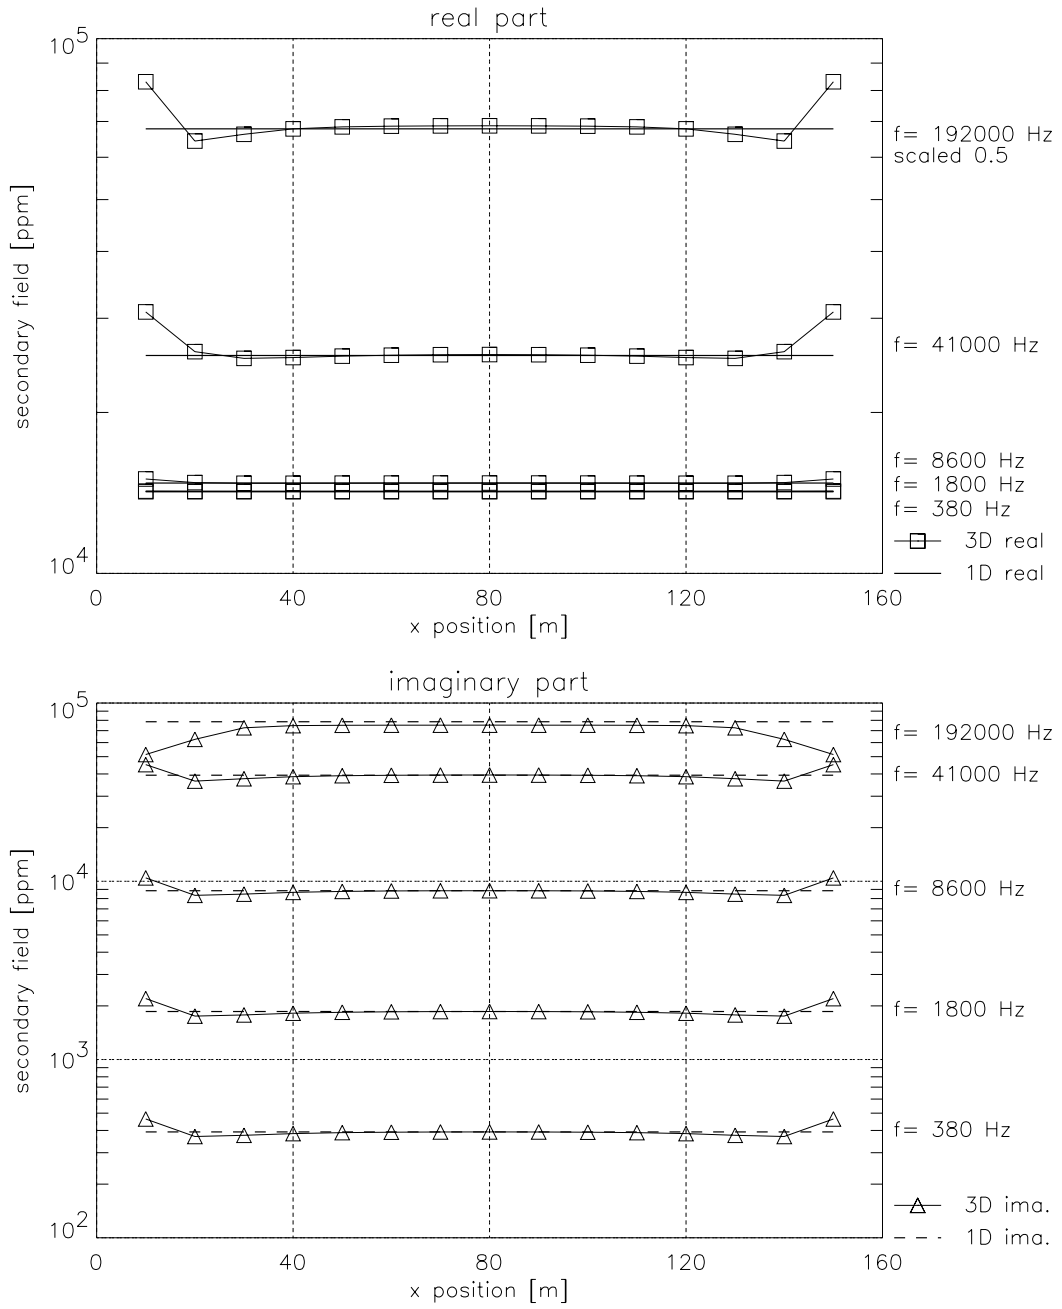 real part
10^5
f= 192000 Hz
scaled 0.5
f= 41000 Hz
f= 8600 Hz
f= 1800 Hz
f= 380 Hz
3D real
1D real
10^4
0 40 80 120 160
x position [m]
secondary field [ppm]
imaginary part
10^5
f= 192000 Hz
f= 41000 Hz
10^4
f= 8600 Hz
f= 1800 Hz
10^3
f= 380 Hz
3D ima.
1D ima.
10^2
0 40 80 120 160
x position [m]
secondary field [ppm]